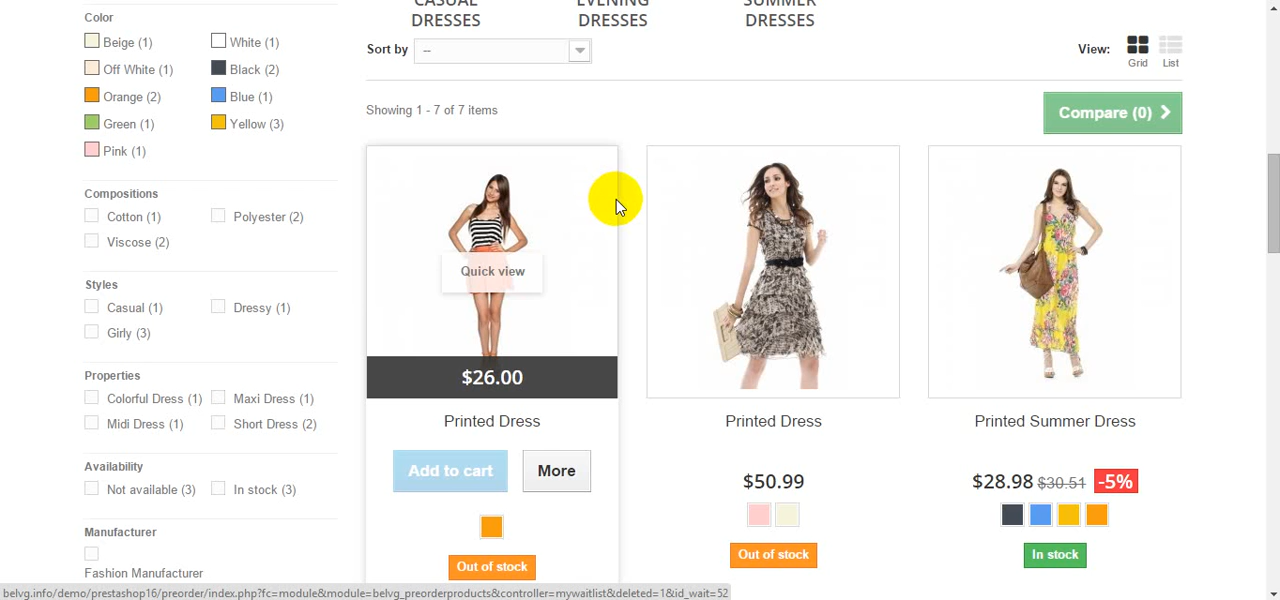 CASUAL
DRESSES
EVENING
DRESSES
SUMMER
DRESSES
Sort by
--
View:
Grid
List
Showing 1 - 7 of 7 items
Compare (0)
Color
Beige (1)
White (1)
Off White (1)
Black (2)
Orange (2)
Blue (1)
Green (1)
Yellow (3)
Pink (1)
Compositions
Cotton (1)
Polyester (2)
Viscose (2)
Styles
Casual (1)
Dressy (1)
Girly (3)
Properties
Colorful Dress (1)
Maxi Dress (1)
Midi Dress (1)
Short Dress (2)
Availability
Not available (3)
In stock (3)
Manufacturer
Fashion Manufacturer
Quick view
$26.00
Printed Dress
Add to cart
More
Out of stock
Printed Dress
$50.99
Out of stock
Printed Summer Dress
$28.98 $30.51 -5%
In stock
belvg.info/demo/prestashop16/preorder/index.php?fc=module&module=belvg_preorderproducts&controller=mywaitlist&deleted=1&id_wait=52